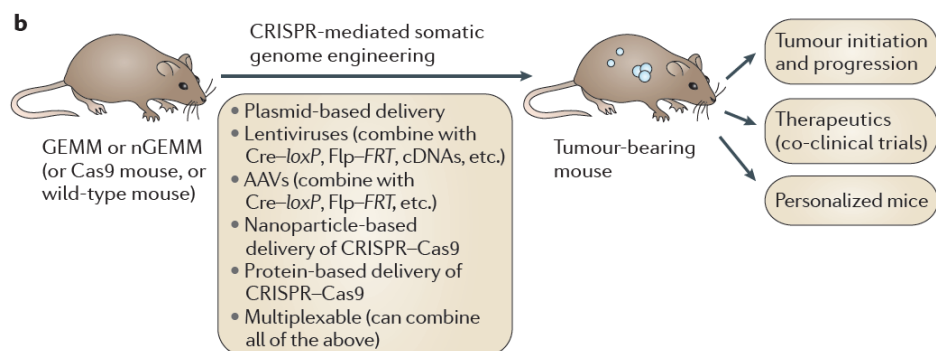 b
CRISPR-mediated somatic
genome engineering
GEMM or nGEMM
(or Cas9 mouse, or
wild-type mouse)
• Plasmid-based delivery
• Lentiviruses (combine with
Cre–loxP, Flp–FRT, cDNAs, etc.)
• AAVs (combine with
Cre–loxP, Flp–FRT, etc.)
• Nanoparticle-based
delivery of CRISPR–Cas9
• Protein-based delivery of
CRISPR–Cas9
• Multiplexable (can combine
all of the above)
Tumour-bearing
mouse
Tumour initiation
and progression
Therapeutics
(co-clinical trials)
Personalized mice